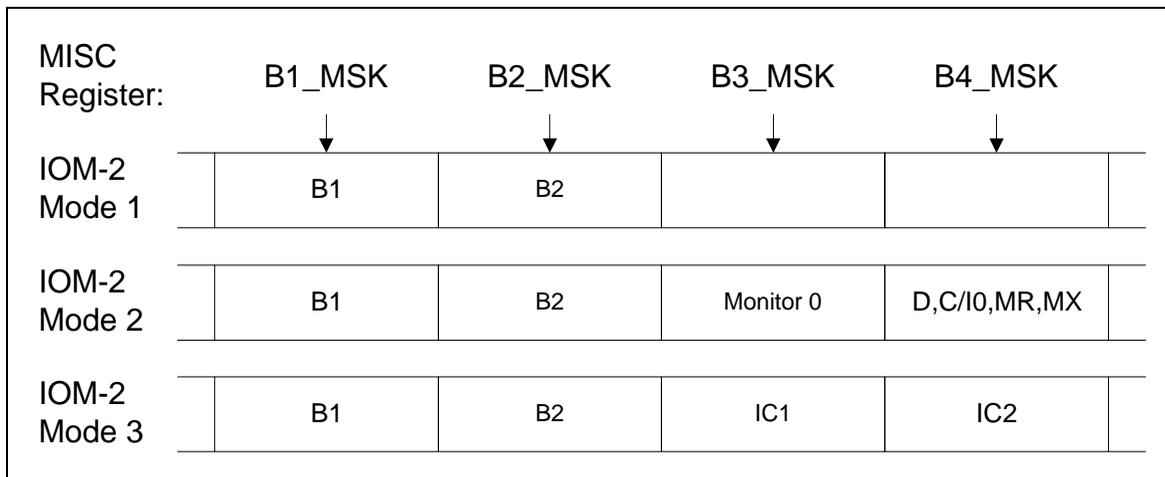 MISC
Register:
B1_MSK B2_MSK B3_MSK B4_MSK
IOM-2
Mode 1
B1 B2
IOM-2
Mode 2
B1 B2 Monitor 0 D,C/I0,MR,MX
IOM-2
Mode 3
B1 B2 IC1 IC2